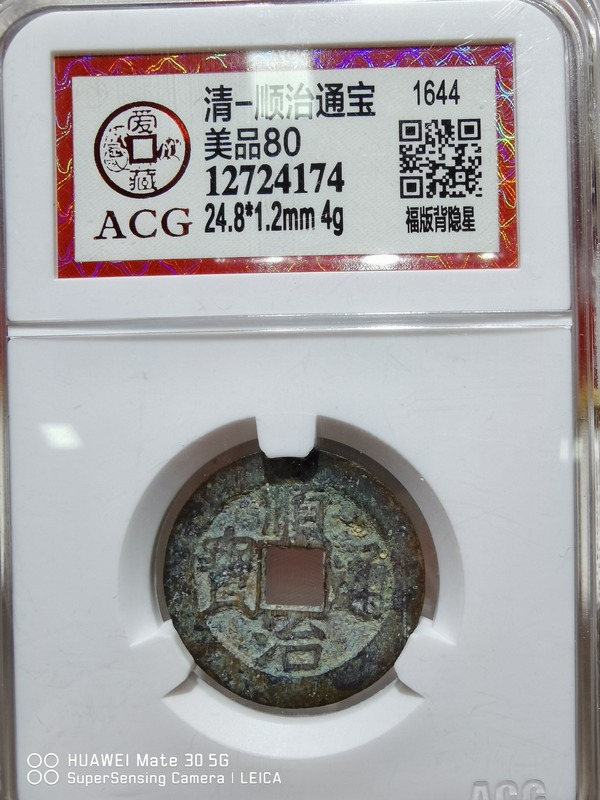 清-顺治通宝
1644
美品80
12724174
24.8*1.2mm 4g
福版背隐星
爱
藏
ACG
順
治
通
寶
HUAWEI Mate 30 5G
SuperSensing Camera | LEICA
ACG